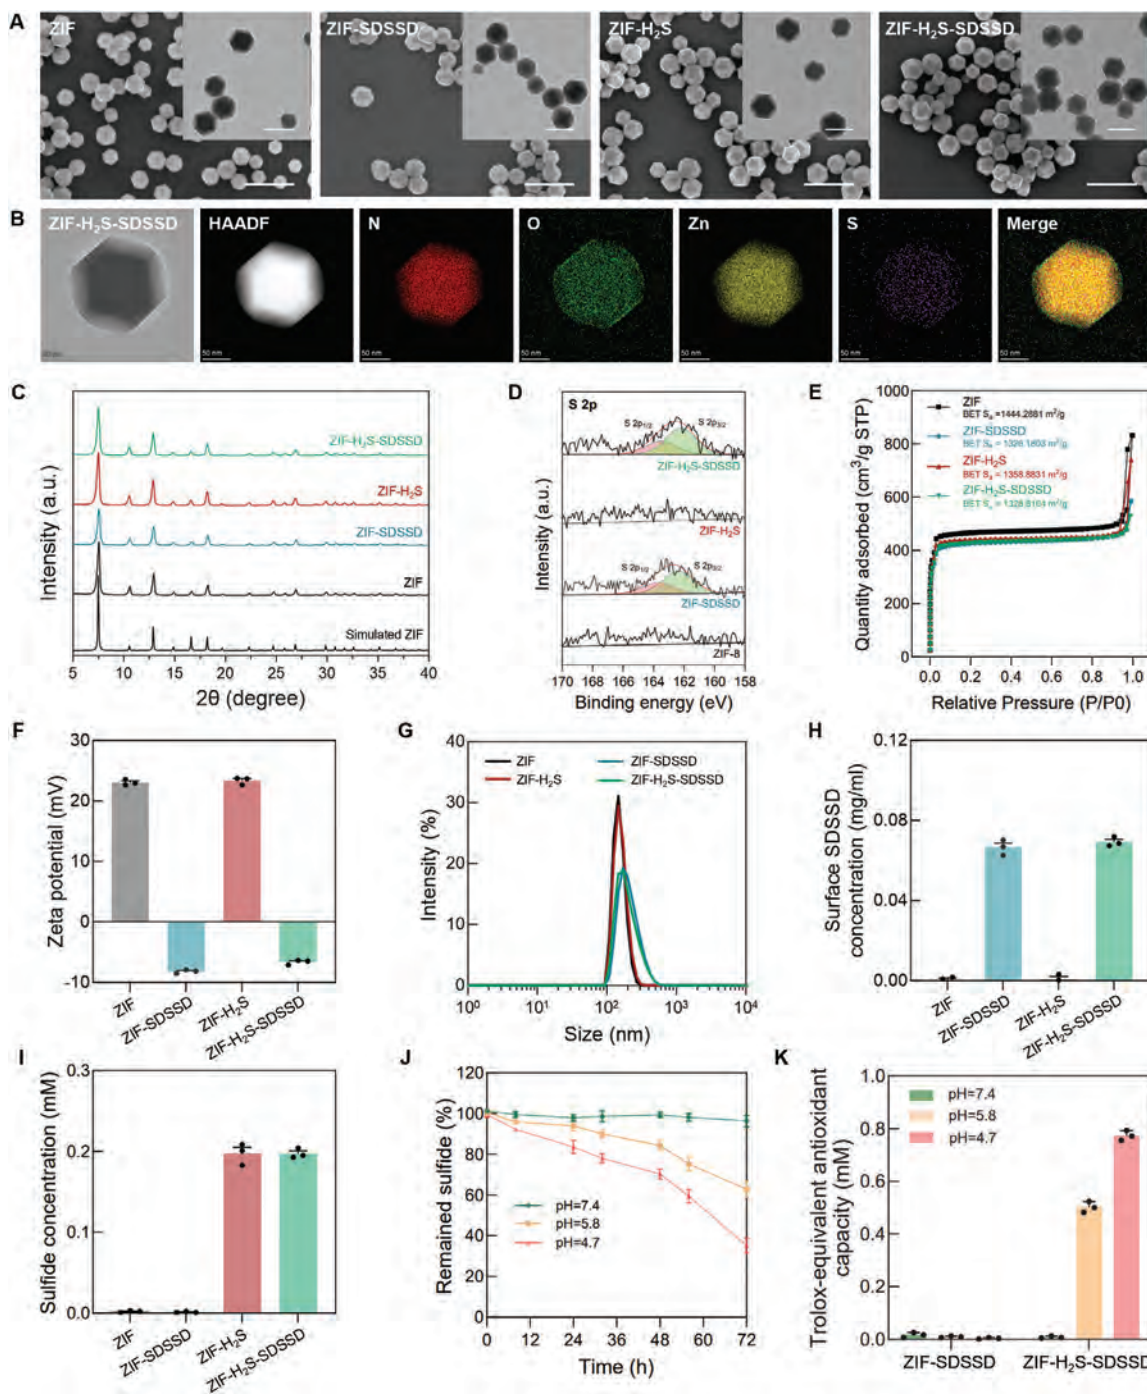 A
ZIF
ZIF-SDSSD
ZIF-H₂S
ZIF-H₂S-SDSSD
B
ZIF-H₂S-SDSSD
HAADF
N
O
Zn
S
Merge
50 nm
50 nm
50 nm
50 nm
50 nm
50 nm
C
Intensity (a.u.)
ZIF-H₂S-SDSSD
ZIF-H₂S
ZIF-SDSSD
ZIF
Simulated ZIF
5 10 15 20 25 30 35 40
2θ (degree)
D
S 2p
Intensity (a.u.)
S 2p₁/₂ S 2p₃/₂
ZIF-H₂S-SDSSD
ZIF-H₂S
S 2p₁/₂ S 2p₃/₂
ZIF-SDSSD
ZIF-8
170 168 166 164 162 160 158
Binding energy (eV)
E
Quantity adsorbed (cm³/g STP)
1000
800
600
400
200
0
ZIF
BET Sₐ =1444.2881 m²/g
ZIF-SDSSD
ZIF-H₂S
BET Sₐ = 1358.8831 m²/g
ZIF-H₂S-SDSSD
0.0 0.2 0.4 0.6 0.8 1.0
Relative Pressure (P/P0)
F
Zeta potential (mV)
30
20
10
0
-10
ZIF
ZIF-SDSSD
ZIF-H₂S
ZIF-H₂S-SDSSD
G
Intensity (%)
40
30
20
10
0
ZIF
ZIF-SDSSD
ZIF-H₂S
ZIF-H₂S-SDSSD
10⁰ 10¹ 10² 10³ 10⁴
Size (nm)
H
Surface SDSSD
concentration (mg/ml)
0.12
0.08
0.04
0.00
ZIF
ZIF-SDSSD
ZIF-H₂S
ZIF-H₂S-SDSSD
I
Sulfide concentration (mM)
0.3
0.2
0.1
0.0
ZIF
ZIF-SDSSD
ZIF-H₂S
ZIF-H₂S-SDSSD
J
Remained sulfide (%)
120
100
80
60
40
20
0
pH=7.4
pH=5.8
pH=4.7
0 12 24 36 48 60 72
Time (h)
K
Trolox-equivalent antioxidant
capacity (mM)
1.0
0.8
0.6
0.4
0.2
0.0
pH=7.4
pH=5.8
pH=4.7
ZIF-SDSSD
ZIF-H₂S-SDSSD